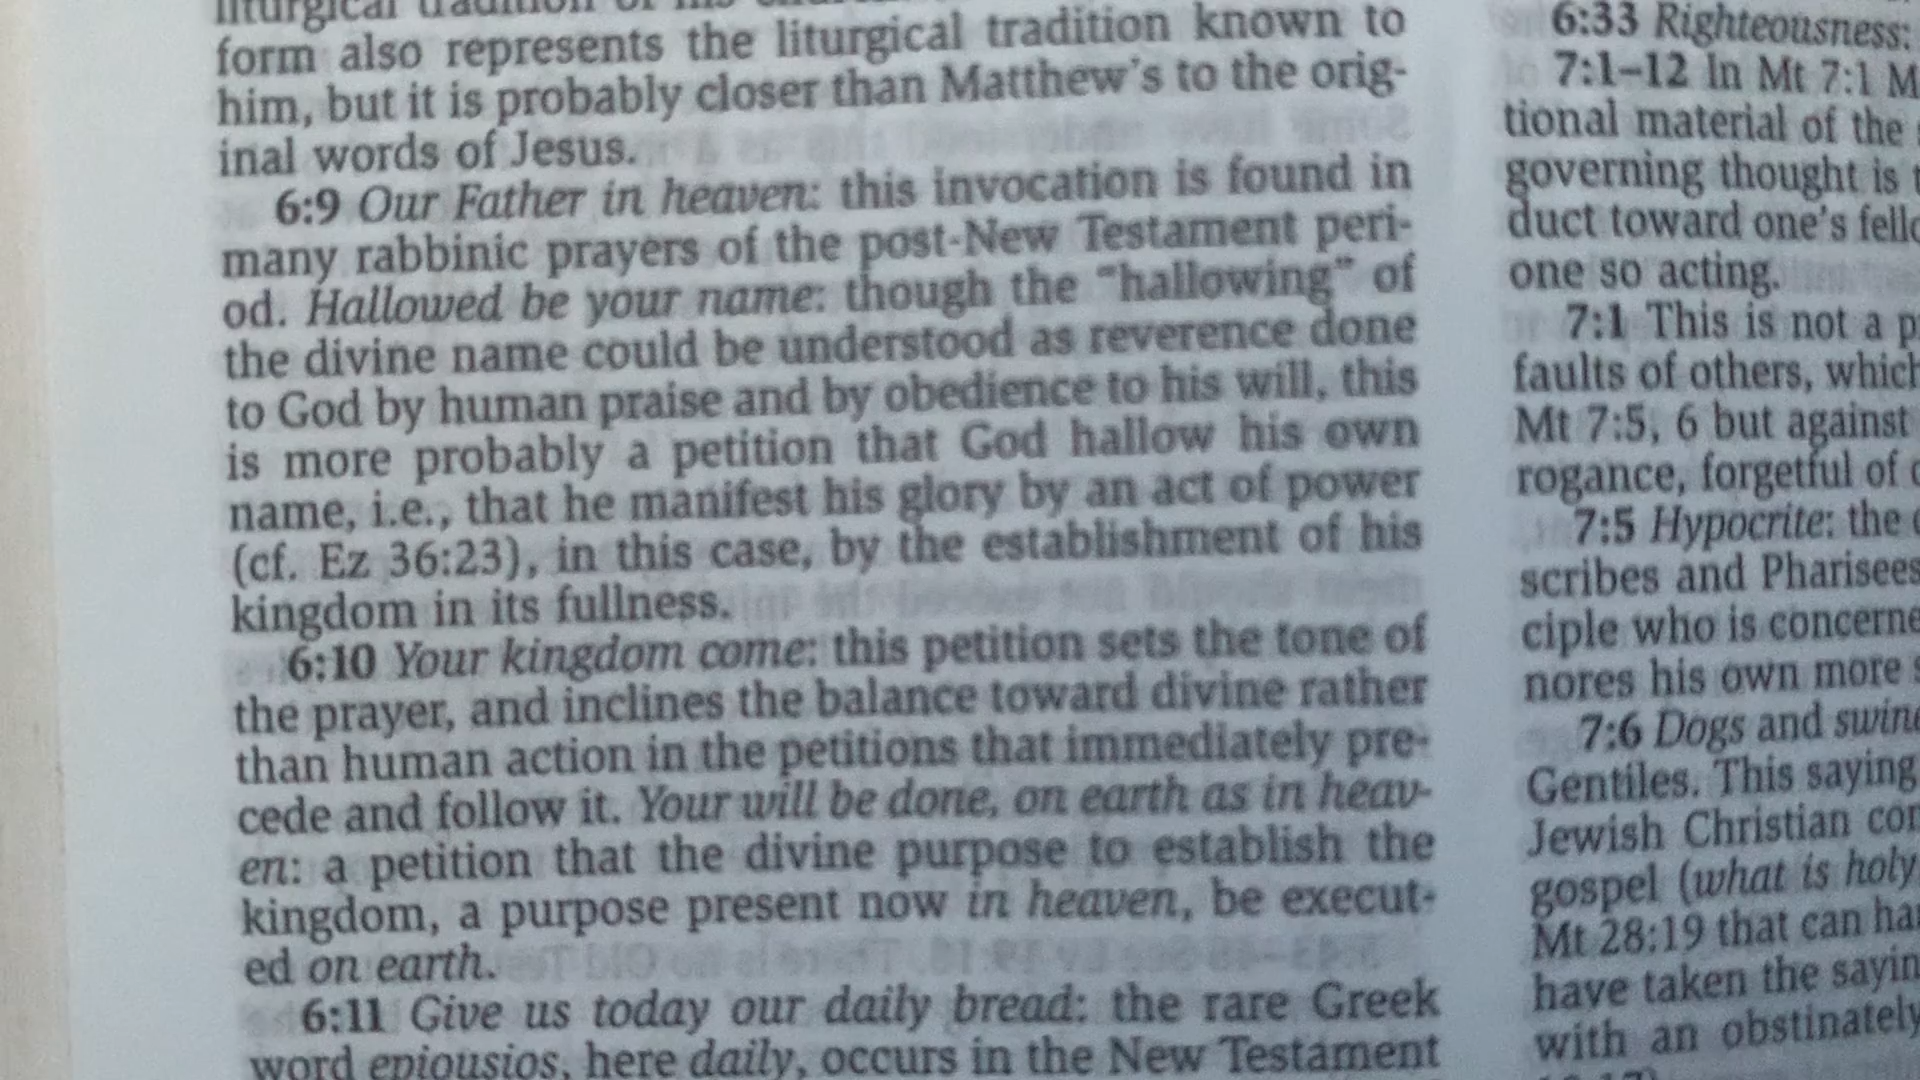 liturgical tradition of his
form also represents the liturgical tradition known to
him, but it is probably closer than Matthew's to the orig-
inal words of Jesus.
6:9 Our Father in heaven: this invocation is found in
many rabbinic prayers of the post-New Testament peri-
od. Hallowed be your name: though the "hallowing" of
the divine name could be understood as reverence done
to God by human praise and by obedience to his will, this
is more probably a petition that God hallow his own
name, i.e., that he manifest his glory by an act of power
(cf. Ez 36:23), in this case, by the establishment of his
kingdom in its fullness.
6:10 Your kingdom come: this petition sets the tone of
the prayer, and inclines the balance toward divine rather
than human action in the petitions that immediately pre-
cede and follow it. Your will be done, on earth as in heav-
en: a petition that the divine purpose to establish the
kingdom, a purpose present now in heaven, be execut-
ed on earth.
6:11 Give us today our daily bread: the rare Greek
word epiousios, here daily, occurs in the New Testament
6:33 Righteousness:
7:1–12 In Mt 7:1 M
tional material of the
governing thought is
duct toward one's
one so acting.
7:1 This is not a
faults of others, which
Mt 7:5, 6 but against
rogance, forgetful of
7:5 Hypocrite: the
scribes and Pharisees
ciple who is
nores his own more
7:6 Dogs and
Gentiles. This saying
Jewish Christian
gospel (what is holy
Mt 28:19 that can
have taken the
with an obstinately